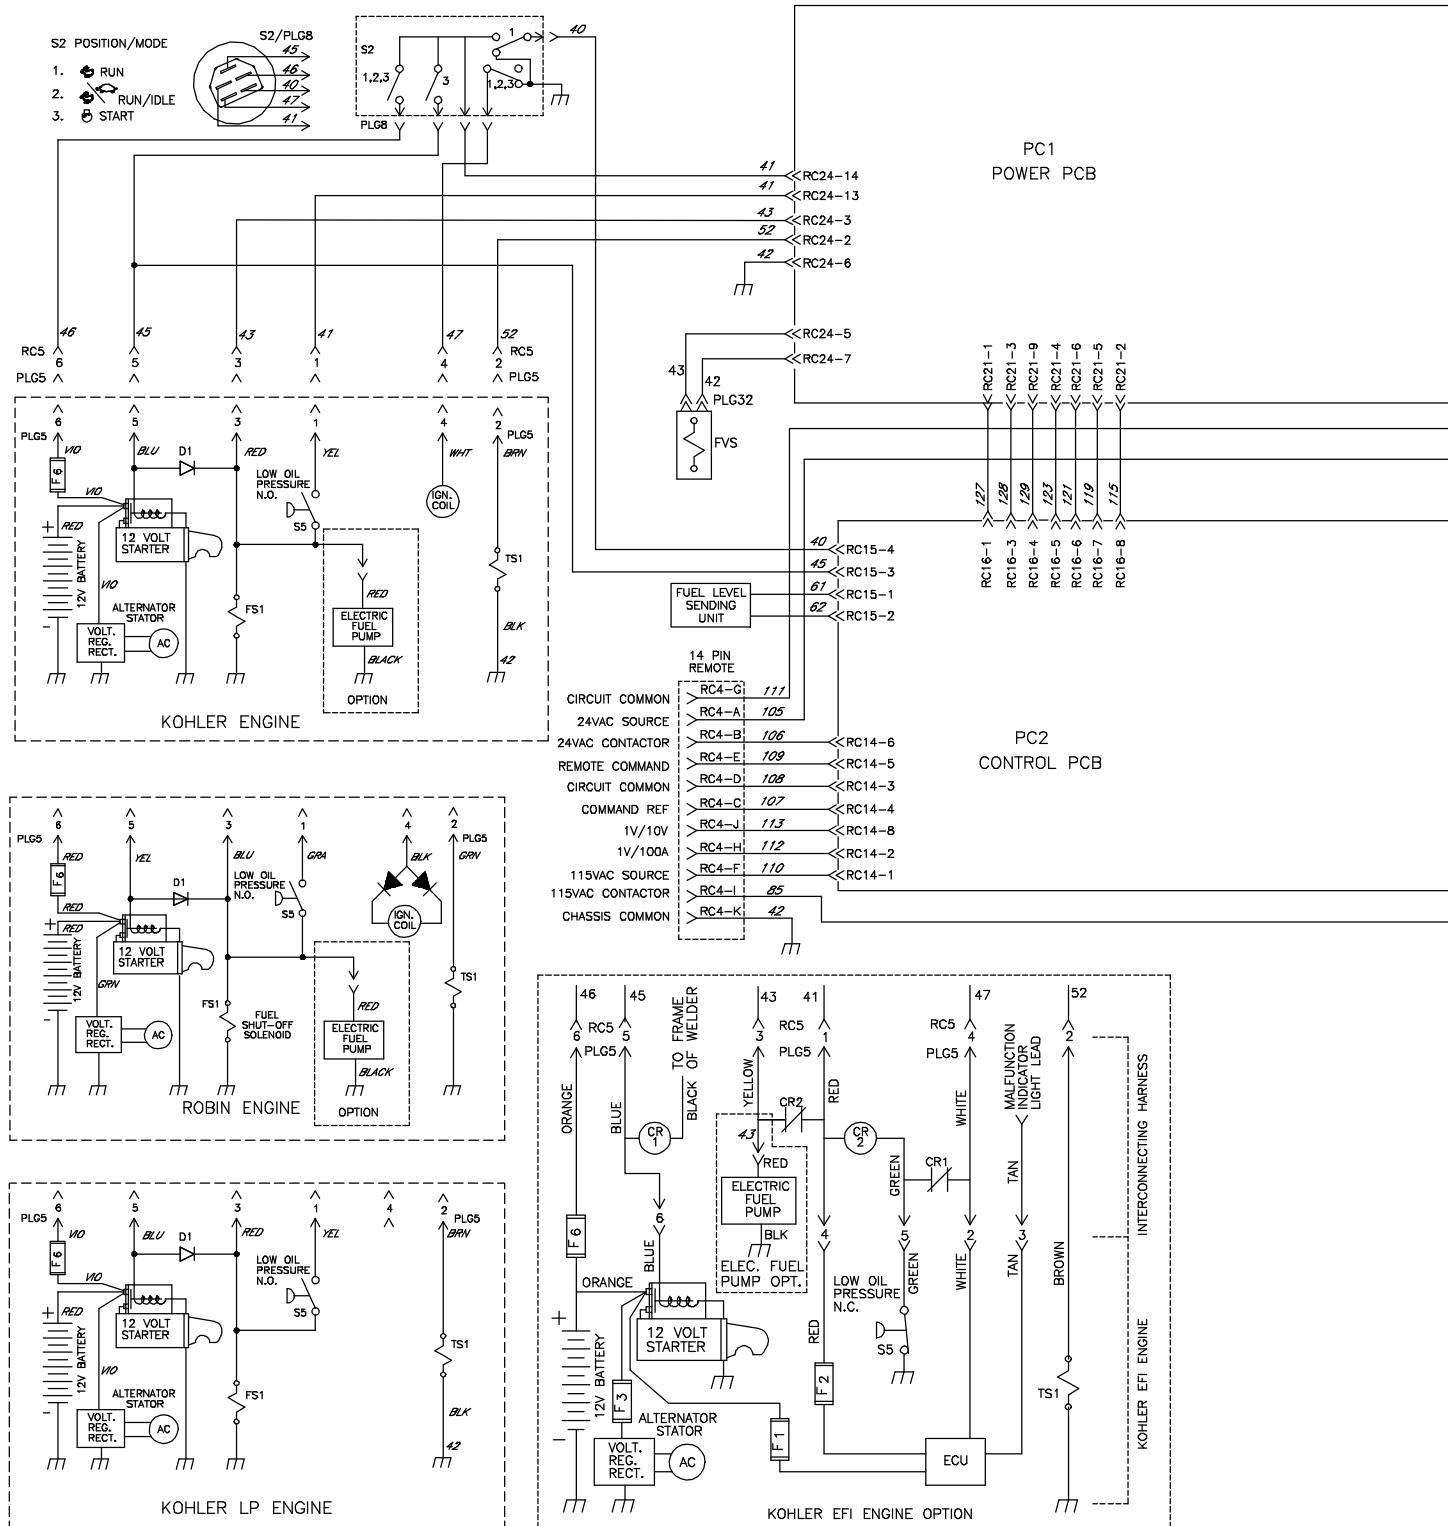 S2 POSITION/MODE
1. RUN
2. RUN/IDLE
3. START
S2/PLG8
45
46
40
47
41
S2
1,2,3
3
1
1,2,3
40
PLG8
PC1
POWER PCB
41
RC24-14
41
RC24-13
43
RC24-3
52
RC24-2
42
RC24-6
RC24-5
RC24-7
43
42
PLG32
FVS
46
45
43
41
47
52
RC5
6
5
3
1
4
2
RC5
PLG5
PLG5
RC21-1
RC21-3
RC21-9
RC21-4
RC21-6
RC21-5
RC21-2
127
128
129
123
121
119
115
RC16-1
RC16-3
RC16-4
RC16-5
RC16-6
RC16-7
RC16-8
6
5
3
1
4
2
PLG5
PLG5
VIO
BLU
D1
RED
YEL
WHT
BRN
F6
LOW OIL
PRESSURE
N.O.
S5
IGN.
COIL
VIO
+
RED
12 VOLT
STARTER
12V BATTERY
-
VIO
ALTERNATOR
STATOR
VOLT.
REG.
RECT.
AC
FS1
RED
ELECTRIC
FUEL
PUMP
BLACK
OPTION
TS1
BLK
42
KOHLER ENGINE
40
RC15-4
45
RC15-3
61
RC15-1
62
RC15-2
FUEL LEVEL
SENDING
UNIT
14 PIN
REMOTE
CIRCUIT COMMON
RC4-G
111
24VAC SOURCE
RC4-A
105
24VAC CONTACTOR
RC4-B
106
RC14-6
REMOTE COMMAND
RC4-E
109
RC14-5
CIRCUIT COMMON
RC4-D
108
RC14-3
COMMAND REF
RC4-C
107
RC14-4
1V/10V
RC4-J
113
RC14-8
1V/100A
RC4-H
112
RC14-2
115VAC SOURCE
RC4-F
110
RC14-1
115VAC CONTACTOR
RC4-I
85
CHASSIS COMMON
RC4-K
42
PC2
CONTROL PCB
6
5
3
1
4
2
PLG5
PLG5
RED
YEL
BLU
GRA
BLK
GRN
F6
D1
LOW OIL
PRESSURE
N.O.
S5
IGN.
COIL
RED
+
RED
12 VOLT
STARTER
12V BATTERY
-
GRN
VOLT.
REG.
RECT.
AC
FS1
FUEL
SHUT-OFF
SOLENOID
RED
ELECTRIC
FUEL
PUMP
BLACK
OPTION
TS1
ROBIN ENGINE
6
5
3
1
4
2
PLG5
PLG5
VIO
BLU
D1
RED
YEL
BRN
F6
LOW OIL
PRESSURE
N.O.
S5
VIO
+
RED
12 VOLT
STARTER
12V BATTERY
-
VIO
ALTERNATOR
STATOR
VOLT.
REG.
RECT.
AC
FS1
TS1
BLK
42
KOHLER LP ENGINE
46
45
43
41
47
52
6
RC5
5
3
RC5
1
RC5
4
2
PLG5
PLG5
PLG5
TO FRAME
BLACK OF WELDER
MALFUNCTION
INDICATOR
LIGHT LEAD
ORANGE
BLUE
YELLOW
RED
WHITE
CR
1
CR2
CR
2
43
RED
ELECTRIC
FUEL
PUMP
BLK
ELEC. FUEL
PUMP OPT.
GREEN
CR1
TAN
INTERCONNECTING HARNESS
6
4
5
2
3
F6
BLUE
ORANGE
LOW OIL
PRESSURE
N.C.
S5
GREEN
WHITE
TAN
BROWN
+
12 VOLT
STARTER
12V BATTERY
-
F3
RED
F2
F1
ALTERNATOR
STATOR
VOLT.
REG.
RECT.
AC
ECU
TS1
KOHLER EFI ENGINE
KOHLER EFI ENGINE OPTION